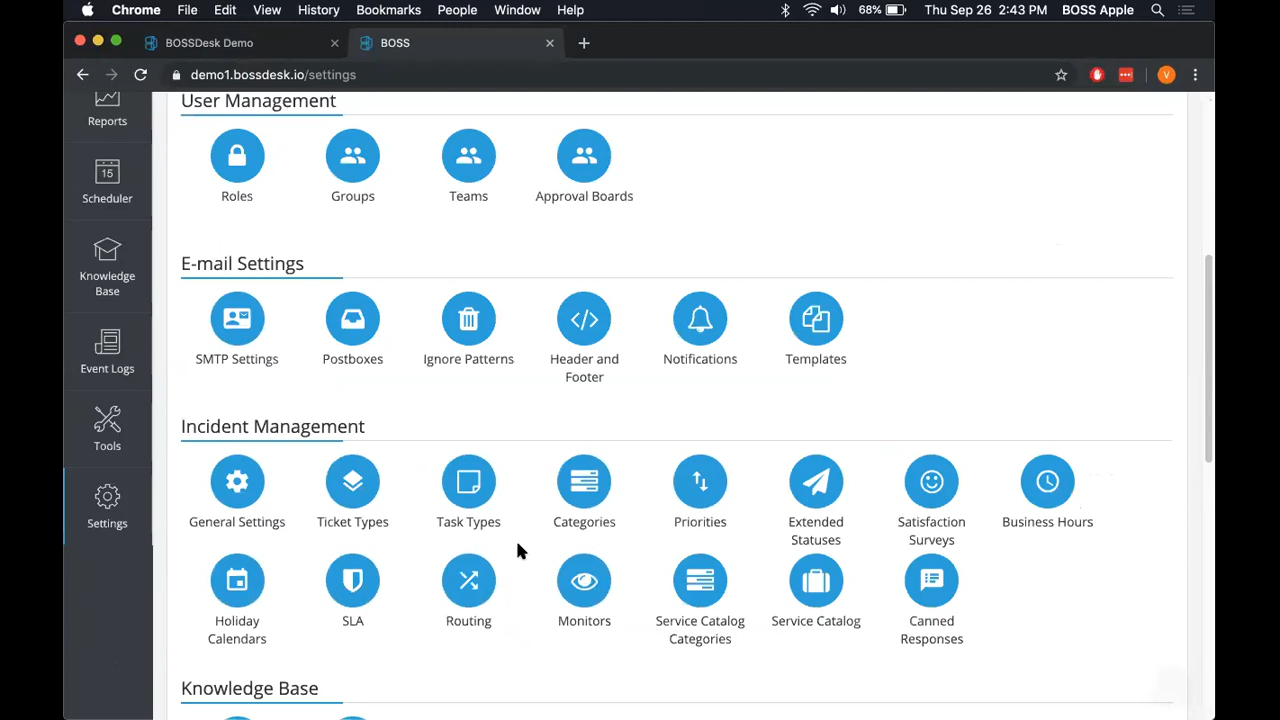 Chrome File Edit View History Bookmarks People Window Help 68% Thu Sep 26 2:43 PM BOSS Apple
BOSSDesk Demo BOSS
demo1.bossdesk.io/settings V
Reports
15
Scheduler
Knowledge
Base
Event Logs
Tools
Settings
User Management
Roles Groups Teams Approval Boards
E-mail Settings
SMTP Settings Postboxes Ignore Patterns Header and Notifications Templates
Footer
Incident Management
General Settings Ticket Types Task Types Categories Priorities Extended Satisfaction Business Hours
Statuses Surveys
Holiday SLA Routing Monitors Service Catalog Service Catalog Canned
Calendars Categories Responses
Knowledge Base